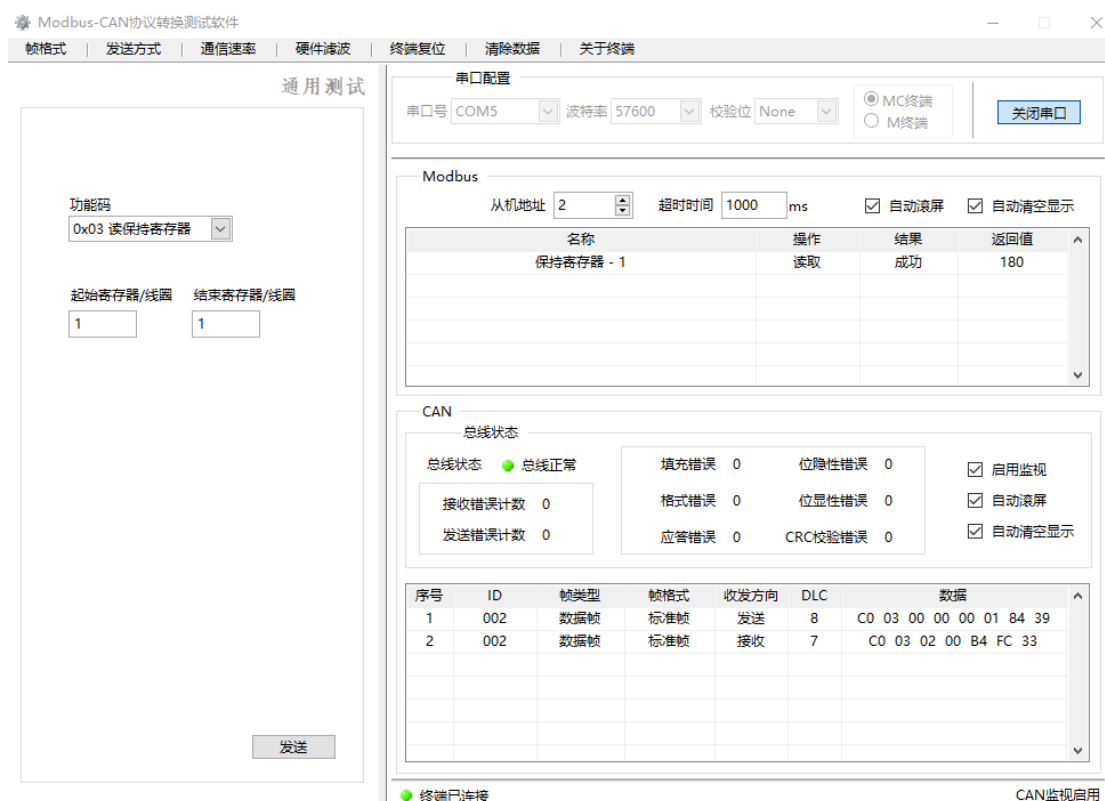 Modbus-CAN协议转换测试软件
帧格式 | 发送方式 | 通信速率 | 硬件滤波 | 终端复位 | 清除数据 | 关于终端
通用测试
功能码
0x03 读保持寄存器
起始寄存器/线圈 结束寄存器/线圈
1 1
发送
串口配置
串口号 COM5 波特率 57600 校验位 None
MC终端
M终端
关闭串口
Modbus
从机地址 2 超时时间 1000 ms 自动滚屏 自动清空显示
名称 操作 结果 返回值
保持寄存器 - 1 读取 成功 180
CAN
总线状态
总线状态 总线正常
接收错误计数 0
发送错误计数 0
填充错误 0 位隐性错误 0
格式错误 0 位显性错误 0
应答错误 0 CRC校验错误 0
启用监视
自动滚屏
自动清空显示
序号 ID 帧类型 帧格式 收发方向 DLC 数据
1 002 数据帧 标准帧 发送 8 C0 03 00 00 00 01 84 39
2 002 数据帧 标准帧 接收 7 C0 03 02 00 B4 FC 33
终端已连接 CAN监视启用